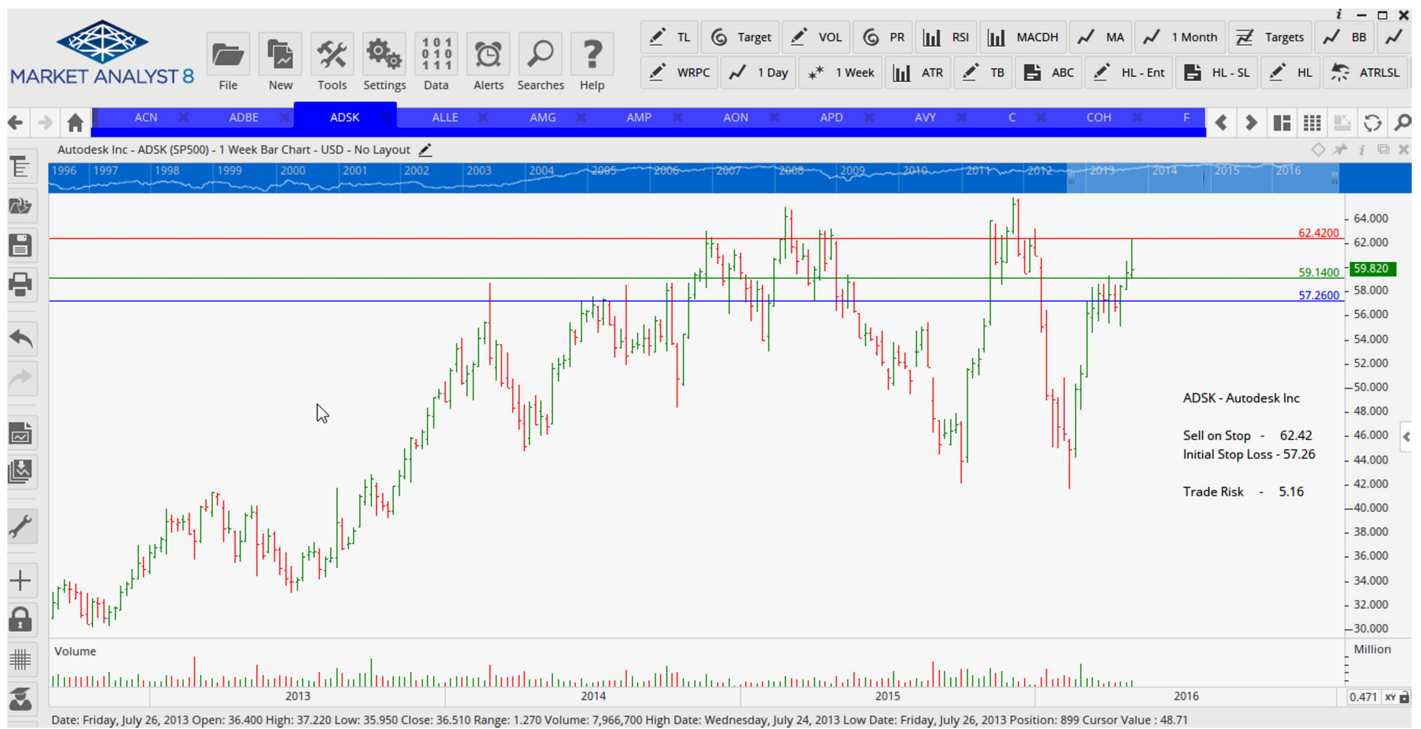 i
TL Target VOL PR RSI MACDH MA 1 Month Targets BB
MARKET ANALYST 8
101
010
111
File New Tools Settings Data Alerts Searches Help
WRPC 1 Day 1 Week ATR TB ABC HL - Ent HL - SL HL ATRLSL
ACN ADBE ADSK ALLE AMG AMP AON APD AVY C COH F
Autodesk Inc - ADSK (SP500) - 1 Week Bar Chart - USD - No Layout
1996 1997 1998 1999 2000 2001 2002 2003 2004 2005 2006 2007 2008 2009 2010 2011 2012 2013 2014 2015 2016
64.000
62.4200
62.000
59.820
59.1400
58.000
57.2600
56.000
54.000
52.000
50.000
ADSK - Autodesk Inc
48.000
Sell on Stop - 62.42
46.000
Initial Stop Loss - 57.26
44.000
42.000
Trade Risk - 5.16
40.000
38.000
36.000
34.000
32.000
30.000
Volume
Million
2013 2014 2015 2016
0.471 XY
Date: Friday, July 26, 2013 Open: 36.400 High: 37.220 Low: 35.950 Close: 36.510 Range: 1.270 Volume: 7,966,700 High Date: Wednesday, July 24, 2013 Low Date: Friday, July 26, 2013 Position: 899 Cursor Value : 48.71